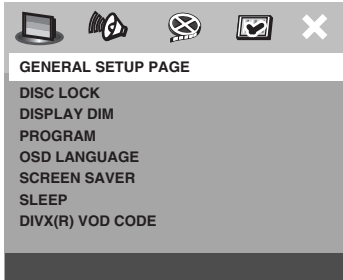 GENERAL SETUP PAGE
DISC LOCK
DISPLAY DIM
PROGRAM
OSD LANGUAGE
SCREEN SAVER
SLEEP
DIVX(R) VOD CODE